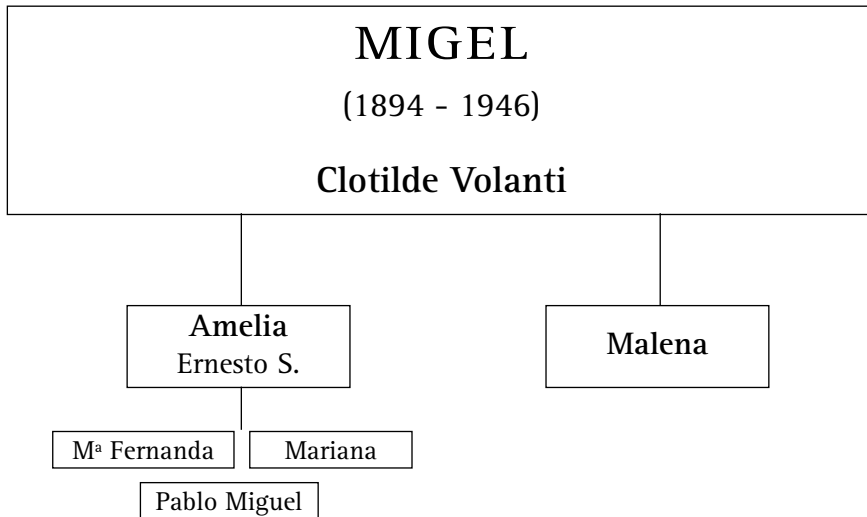 MIGEL
(1894 - 1946)
Clotilde Volanti
Amelia
Ernesto S.
Malena
Mª Fernanda
Mariana
Pablo Miguel